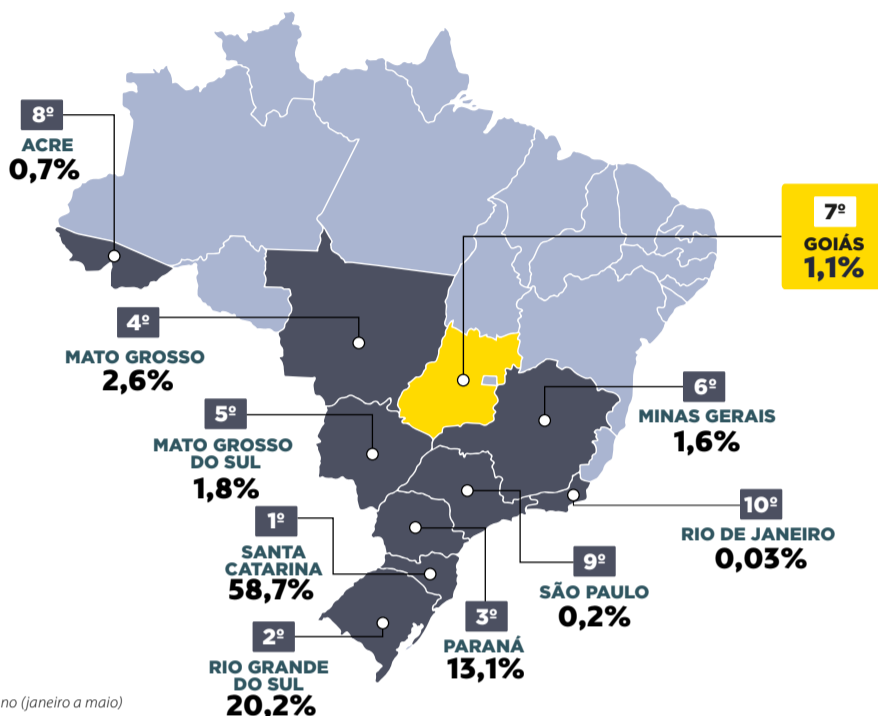 8º
ACRE
0,7%
7º
GOIÁS
1,1%
4º
MATO GROSSO
2,6%
6º
MINAS GERAIS
1,6%
5º
MATO GROSSO
DO SUL
1,8%
10º
RIO DE JANEIRO
0,03%
1º
SANTA
CATARINA
58,7%
9º
SÃO PAULO
0,2%
3º
PARANÁ
13,1%
2º
RIO GRANDE
DO SUL
20,2%
no (janeiro a maio)